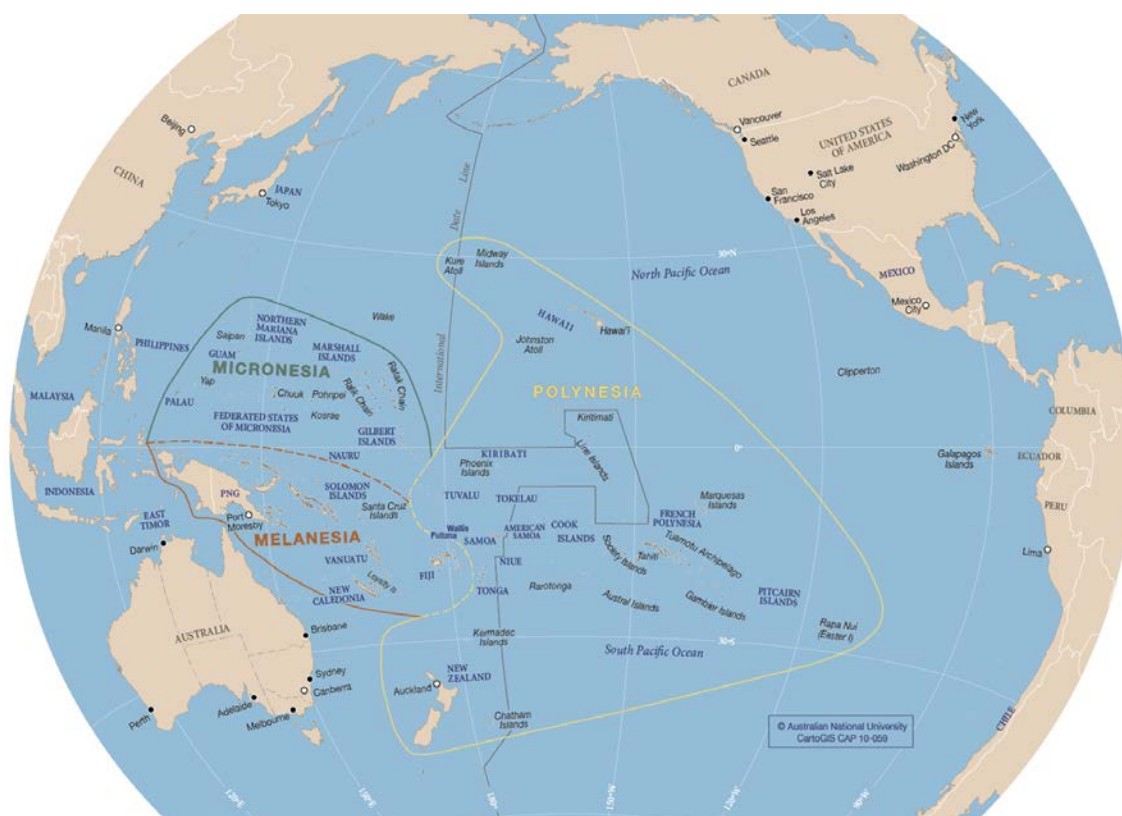 CANADA
Vancouver
Seattle
New
York
UNITED STATES
OF AMERICA
Washington DC
Beijing
Salt Lake
City
CHINA
JAPAN
Tokyo
San
Francisco
Los
Angeles
International Date Line
30°N
Kure
Atoll
Midway
Islands
North Pacific Ocean
MEXICO
Mexico
City
Manila
PHILIPPINES
NORTHERN
MARIANA
ISLANDS
Wake
Saipan
GUAM
MARSHALL
ISLANDS
HAWAII
Hawai'i
Johnston
Atoll
MICRONESIA
Yap
Chuuk
Pohnpei
Ralik Chain
Ratak Chain
Clipperton
MALAYSIA
PALAU
POLYNESIA
FEDERATED STATES
OF MICRONESIA
Kosrae
GILBERT
ISLANDS
Kiritimati
COLUMBIA
NAURU
KIRIBATI
0°
Line Islands
Galapagos
Islands
ECUADOR
Phoenix
Islands
INDONESIA
PNG
SOLOMON
ISLANDS
Santa Cruz
Islands
TUVALU
TOKELAU
Marquesas
Islands
PERU
EAST
TIMOR
Port
Moresby
FRENCH
POLYNESIA
Darwin
MELANESIA
Wallis
Futuna
SAMOA
AMERICAN
SAMOA
COOK
ISLANDS
Society Islands
Tahiti
Tuamotu Archipelago
Lima
VANUATU
FIJI
NIUE
Loyalty Is
NEW
CALEDONIA
TONGA
Rarotonga
Austral Islands
Gambier Islands
PITCAIRN
ISLANDS
AUSTRALIA
Brisbane
Kermadec
Islands
30°S
Rapa Nui
(Easter I)
South Pacific Ocean
Sydney
Canberra
Auckland
NEW
ZEALAND
Perth
Adelaide
Melbourne
Chatham
Islands
CHILE
© Australian National University
CartoGIS CAP 10-059
120°E
150°E
180°
150°W
120°W
90°W